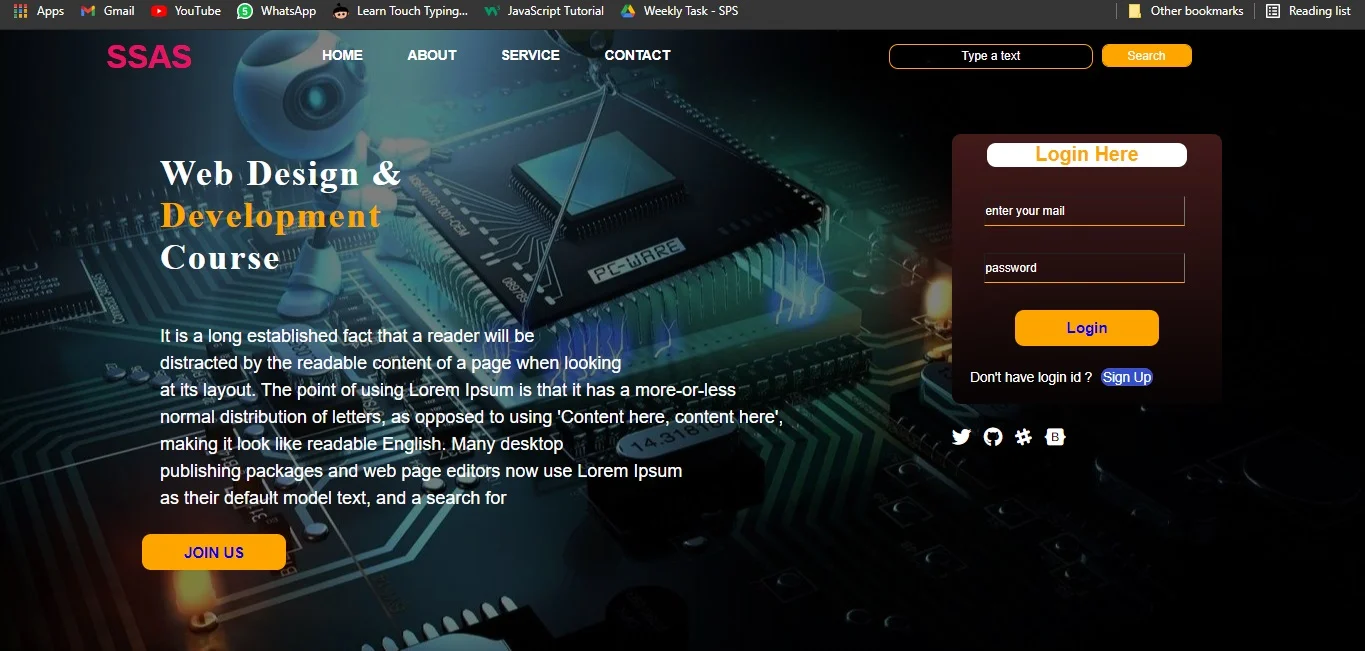 Apps Gmail YouTube WhatsApp Learn Touch Typing... JavaScript Tutorial Weekly Task - SPS Other bookmarks Reading list
SSAS HOME ABOUT SERVICE CONTACT Type a text Search
Web Design &
Development
Course
It is a long established fact that a reader will be
distracted by the readable content of a page when looking
at its layout. The point of using Lorem Ipsum is that it has a more-or-less
normal distribution of letters, as opposed to using 'Content here, content here',
making it look like readable English. Many desktop
publishing packages and web page editors now use Lorem Ipsum
as their default model text, and a search for
JOIN US
Login Here
enter your mail
password
Login
Don't have login id ? Sign Up
B
PC-WARE
14.318